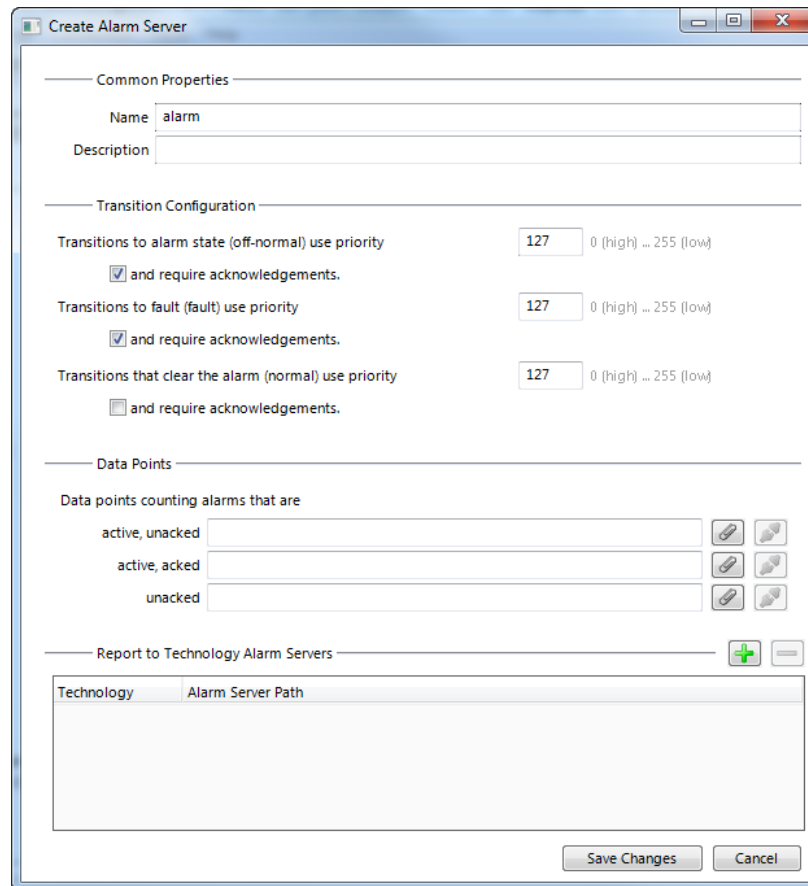 Create Alarm Server
Common Properties
Name alarm
Description
Transition Configuration
Transitions to alarm state (off-normal) use priority 127 0 (high) ... 255 (low)
and require acknowledgements.
Transitions to fault (fault) use priority 127 0 (high) ... 255 (low)
and require acknowledgements.
Transitions that clear the alarm (normal) use priority 127 0 (high) ... 255 (low)
and require acknowledgements.
Data Points
Data points counting alarms that are
active, unacked
active, acked
unacked
Report to Technology Alarm Servers
Technology Alarm Server Path
Save Changes Cancel